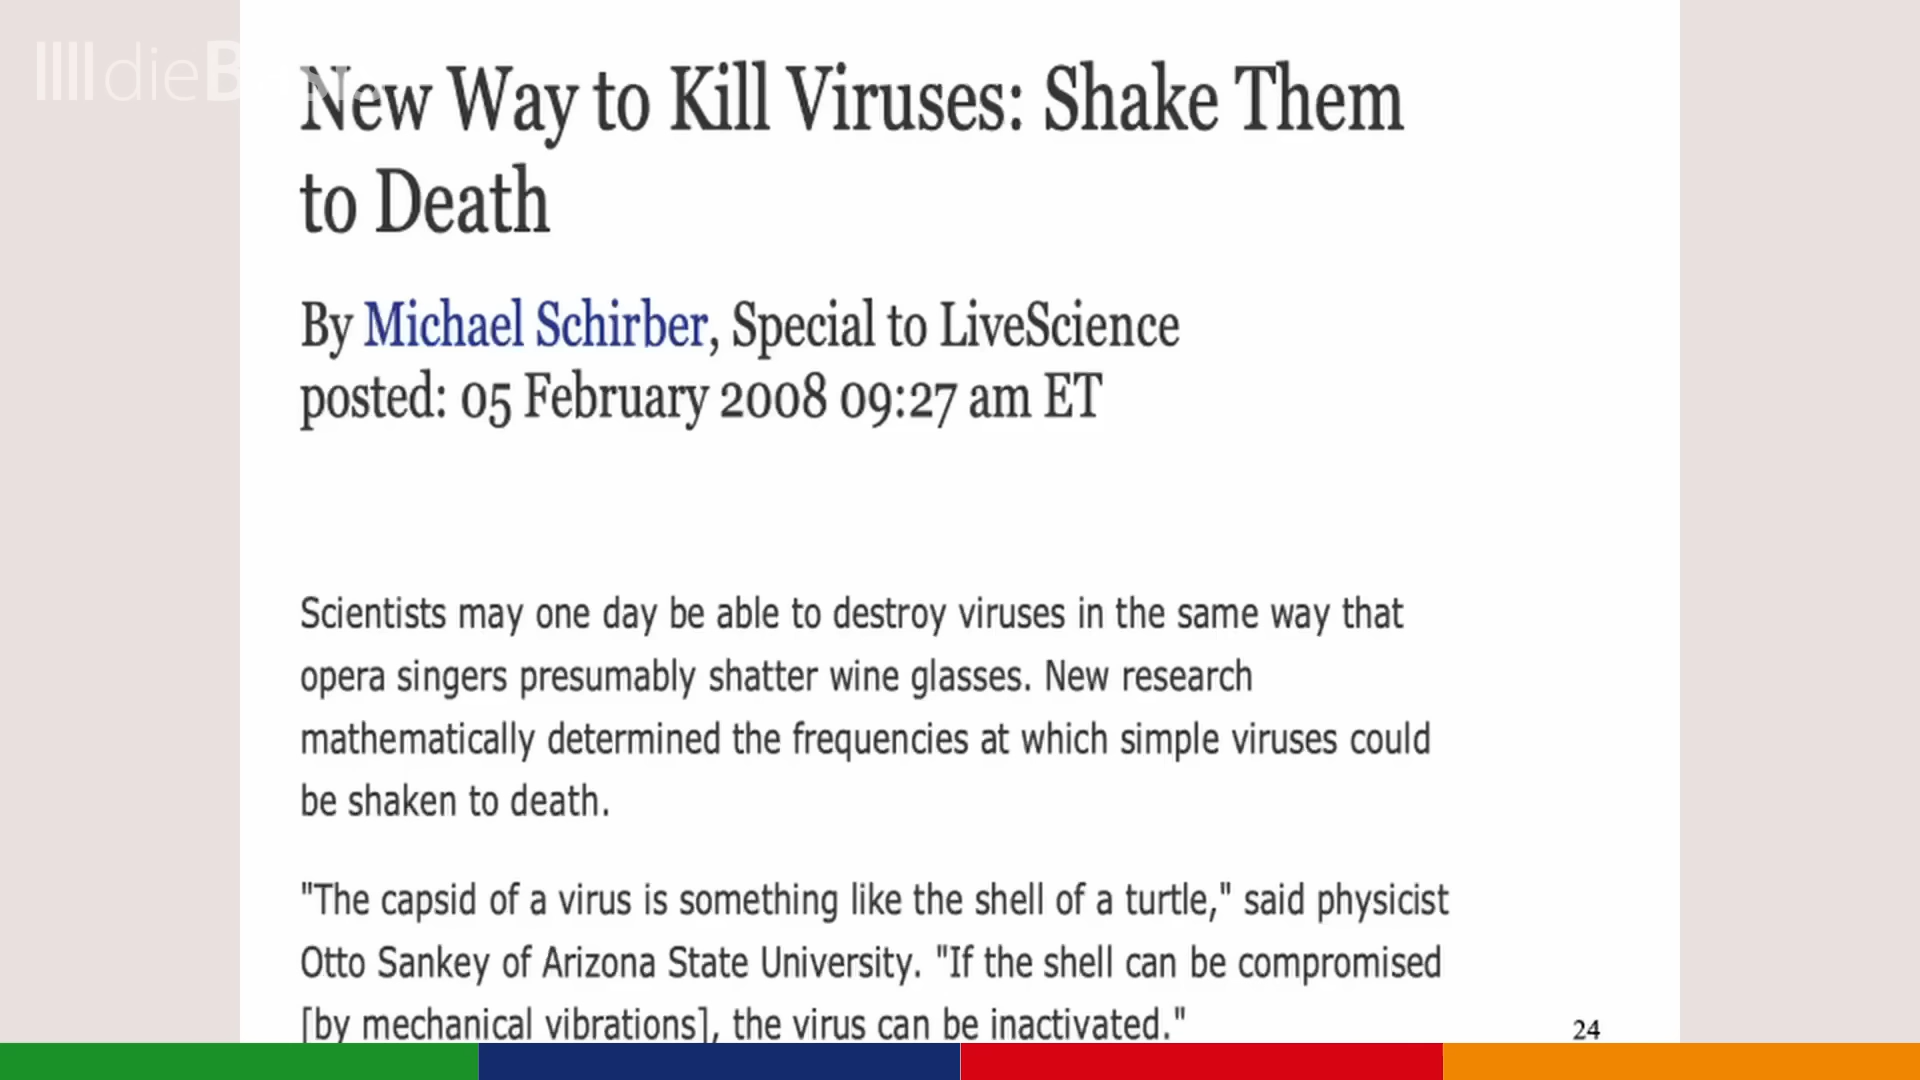 dieB
New Way to Kill Viruses: Shake Them
to Death
By Michael Schirber, Special to LiveScience
posted: 05 February 2008 09:27 am ET
Scientists may one day be able to destroy viruses in the same way that
opera singers presumably shatter wine glasses. New research
mathematically determined the frequencies at which simple viruses could
be shaken to death.
"The capsid of a virus is something like the shell of a turtle," said physicist
Otto Sankey of Arizona State University. "If the shell can be compromised
[by mechanical vibrations], the virus can be inactivated."
24